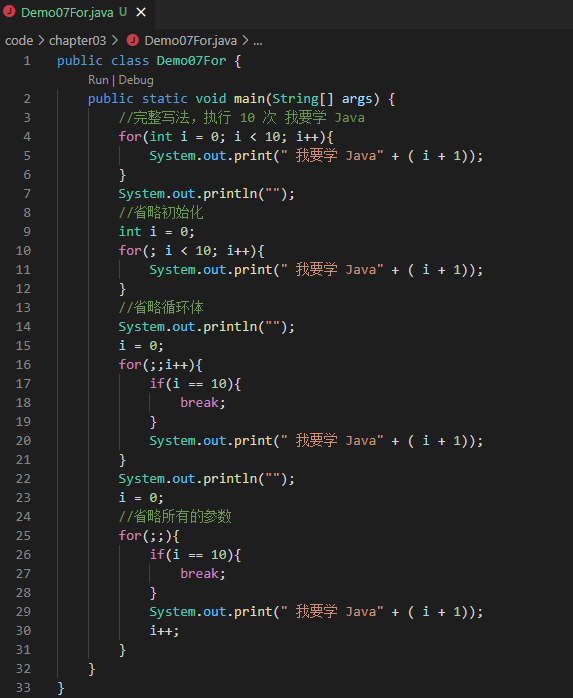 Demo07For.java U ×
code > chapter03 > Demo07For.java > ...
1 public class Demo07For {
Run | Debug
2 public static void main(String[] args) {
3 //完整写法，执行 10 次 我要学 Java
4 for(int i = 0; i < 10; i++){
5 System.out.print(" 我要学 Java" + ( i + 1));
6 }
7 System.out.println("");
8 //省略初始化
9 int i = 0;
10 for(; i < 10; i++){
11 System.out.print(" 我要学 Java" + ( i + 1));
12 }
13 //省略循环体
14 System.out.println("");
15 i = 0;
16 for(;;i++){
17 if(i == 10){
18 break;
19 }
20 System.out.print(" 我要学 Java" + ( i + 1));
21 }
22 System.out.println("");
23 i = 0;
24 //省略所有的参数
25 for(;;){
26 if(i == 10){
27 break;
28 }
29 System.out.print(" 我要学 Java" + ( i + 1));
30 i++;
31 }
32 }
33 }